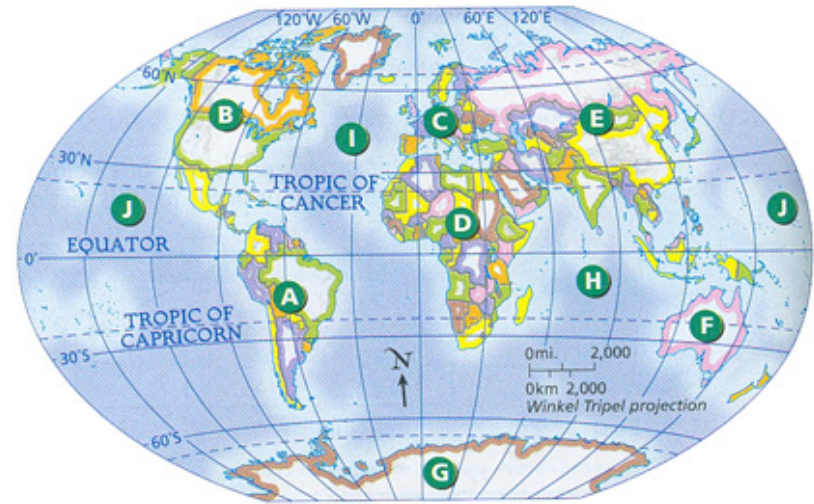 120°W 60°W 0° 60°E 120°E
60°N
B
C
E
I
30°N
TROPIC OF
CANCER
J
J
D
EQUATOR
0°
H
A
TROPIC OF
CAPRICORN
F
30°S
N
0mi. 2,000
0km 2,000
Winkel Tripel projection
60°S
G